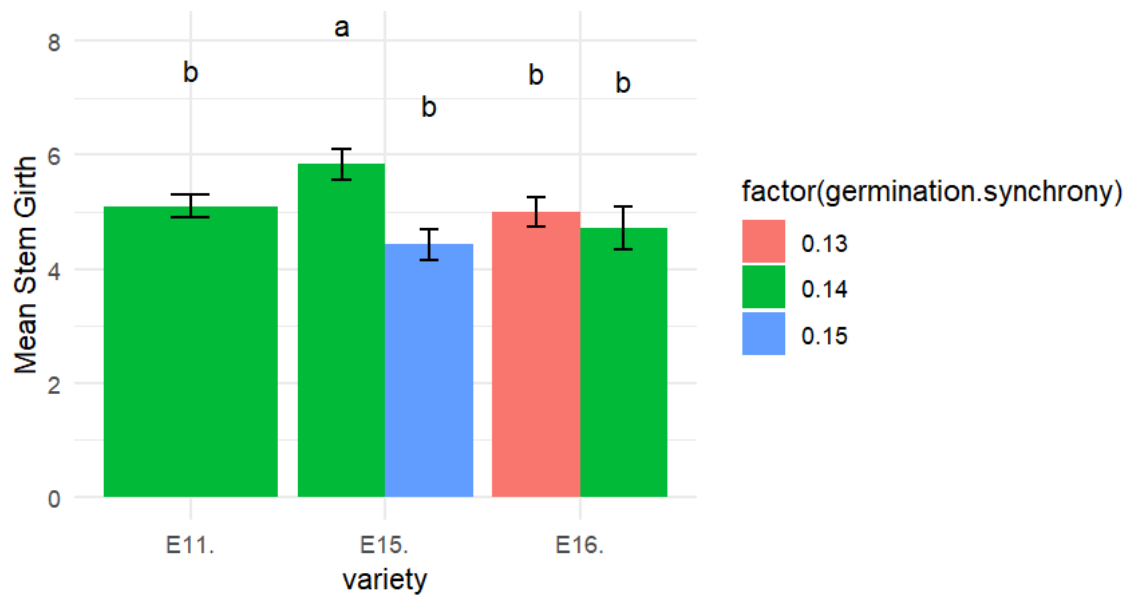 8
6
4
2
0
Mean Stem Girth
b
a
b
b
b
E11.
E15.
E16.
variety
factor(germination.synchrony)
0.13
0.14
0.15